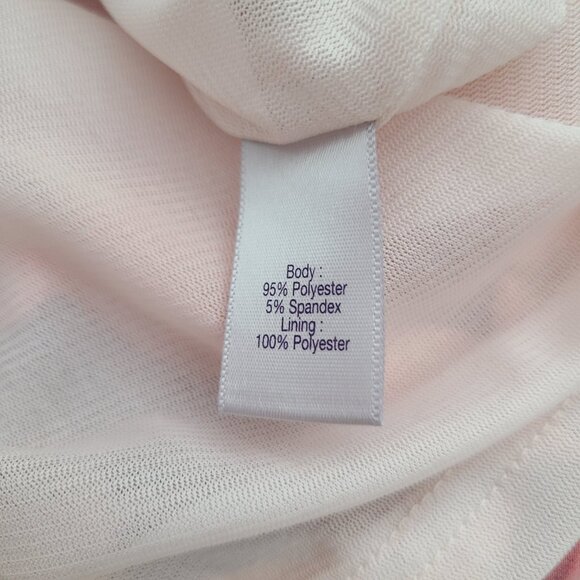 Body :
95% Polyester
5% Spandex
Lining :
100% Polyester